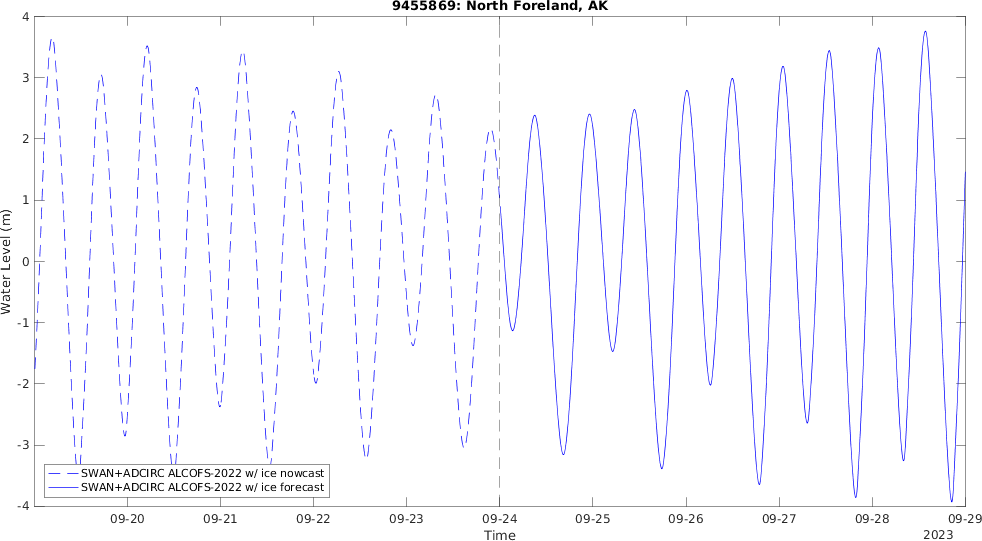 9455869: North Foreland, AK
4
3
2
1
0
-1
-2
-3
-4
Water Level (m)
SWAN+ADCIRC ALCOFS-2022 w/ ice nowcast
SWAN+ADCIRC ALCOFS-2022 w/ ice forecast
09-20 09-21 09-22 09-23 09-24 09-25 09-26 09-27 09-28 09-29
Time
2023